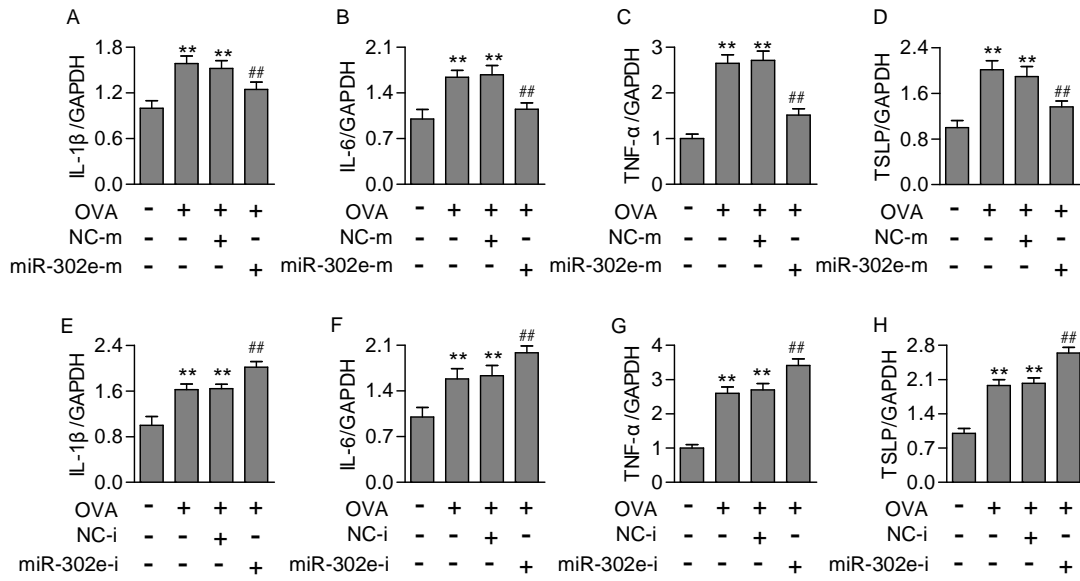 A
IL-1β/GAPDH
1.8
1.2
0.6
0.0
** ** ##
OVA - + + +
NC-m - - + -
miR-302e-m - - - +
B
IL-6/GAPDH
2.1
1.4
0.7
0.0
** ** ##
OVA - + + +
NC-m - - + -
miR-302e-m - - - +
C
TNF-α/GAPDH
3
2
1
0
** ** ##
OVA - + + +
NC-m - - + -
miR-302e-m - - - +
D
TSLP/GAPDH
2.4
1.6
0.8
0.0
** ** ##
OVA - + + +
NC-m - - + -
miR-302e-m - - - +
E
IL-1β/GAPDH
2.4
1.6
0.8
0.0
** ** ##
OVA - + + +
NC-i - - + -
miR-302e-i - - - +
F
IL-6/GAPDH
2.1
1.4
0.7
0.0
** ** ##
OVA - + + +
NC-i - - + -
miR-302e-i - - - +
G
TNF-α/GAPDH
4
3
2
1
0
** ** ##
OVA - + + +
NC-i - - + -
miR-302e-i - - - +
H
TSLP/GAPDH
2.8
2.1
1.4
0.7
0.0
** ** ##
OVA - + + +
NC-i - - + -
miR-302e-i - - - +